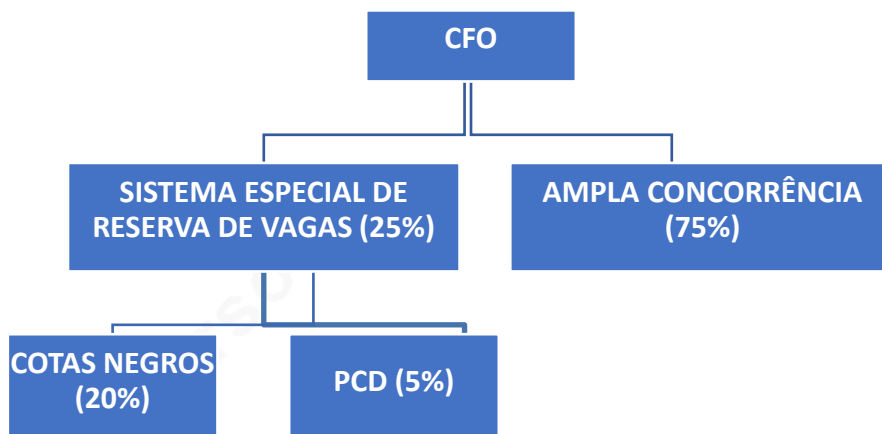 CFO
SISTEMA ESPECIAL DE
RESERVA DE VAGAS (25%)
AMPLA CONCORRÊNCIA
(75%)
COTAS NEGROS
(20%)
PCD (5%)